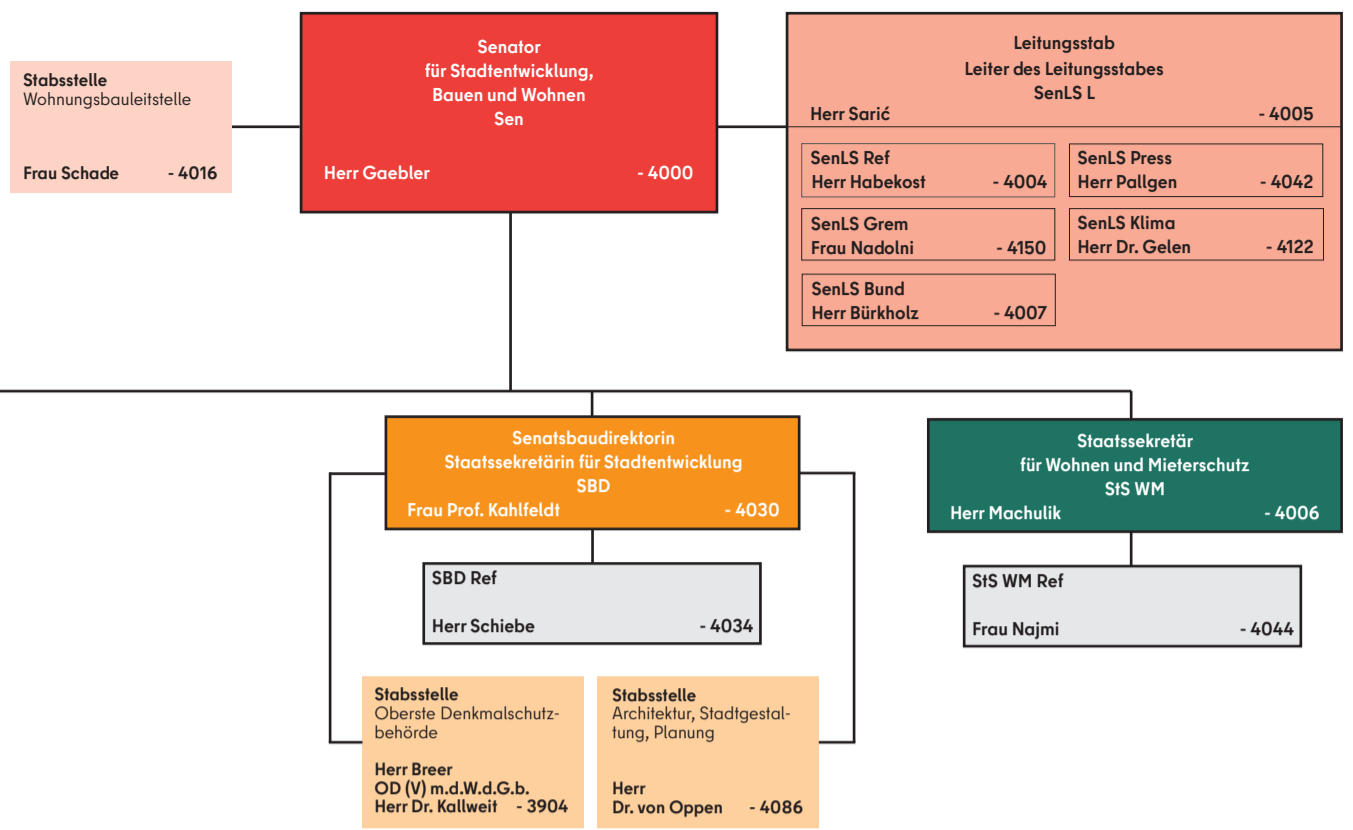 Stabsstelle
Wohnungsbauleitstelle
Frau Schade - 4016
Senator
für Stadtentwicklung,
Bauen und Wohnen
Sen
Herr Gaebler - 4000
Leitungsstab
Leiter des Leitungsstabes
SenLS L
Herr Sarić - 4005
SenLS Ref
Herr Habekost - 4004
SenLS Press
Herr Pallgen - 4042
SenLS Grem
Frau Nadolni - 4150
SenLS Klima
Herr Dr. Gelen - 4122
SenLS Bund
Herr Bürkholz - 4007
Senatsbaudirektorin
Staatssekretärin für Stadtentwicklung
SBD
Frau Prof. Kahlfeldt - 4030
SBD Ref
Herr Schiebe - 4034
Stabsstelle
Oberste Denkmalschutz-
behörde
Herr Breer
OD (V) m.d.W.d.G.b.
Herr Dr. Kallweit - 3904
Stabsstelle
Architektur, Stadtgestal-
tung, Planung
Herr
Dr. von Oppen - 4086
Staatssekretär
für Wohnen und Mieterschutz
StS WM
Herr Machulik - 4006
StS WM Ref
Frau Najmi - 4044